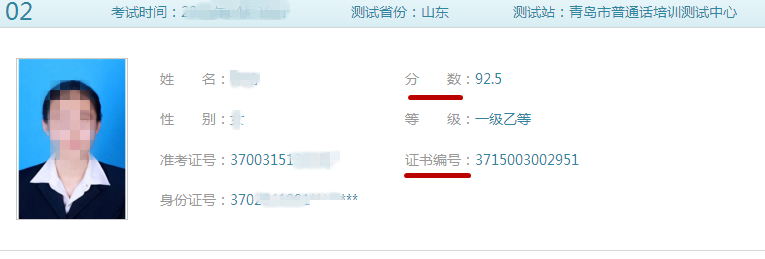 02 考试时间： 测试省份：山东 测试站：青岛市普通话培训测试中心
姓 名： 分 数：92.5
性 别： 等 级：一级乙等
准考证号：37003151 证书编号：3715003002951
身份证号：3702 ***